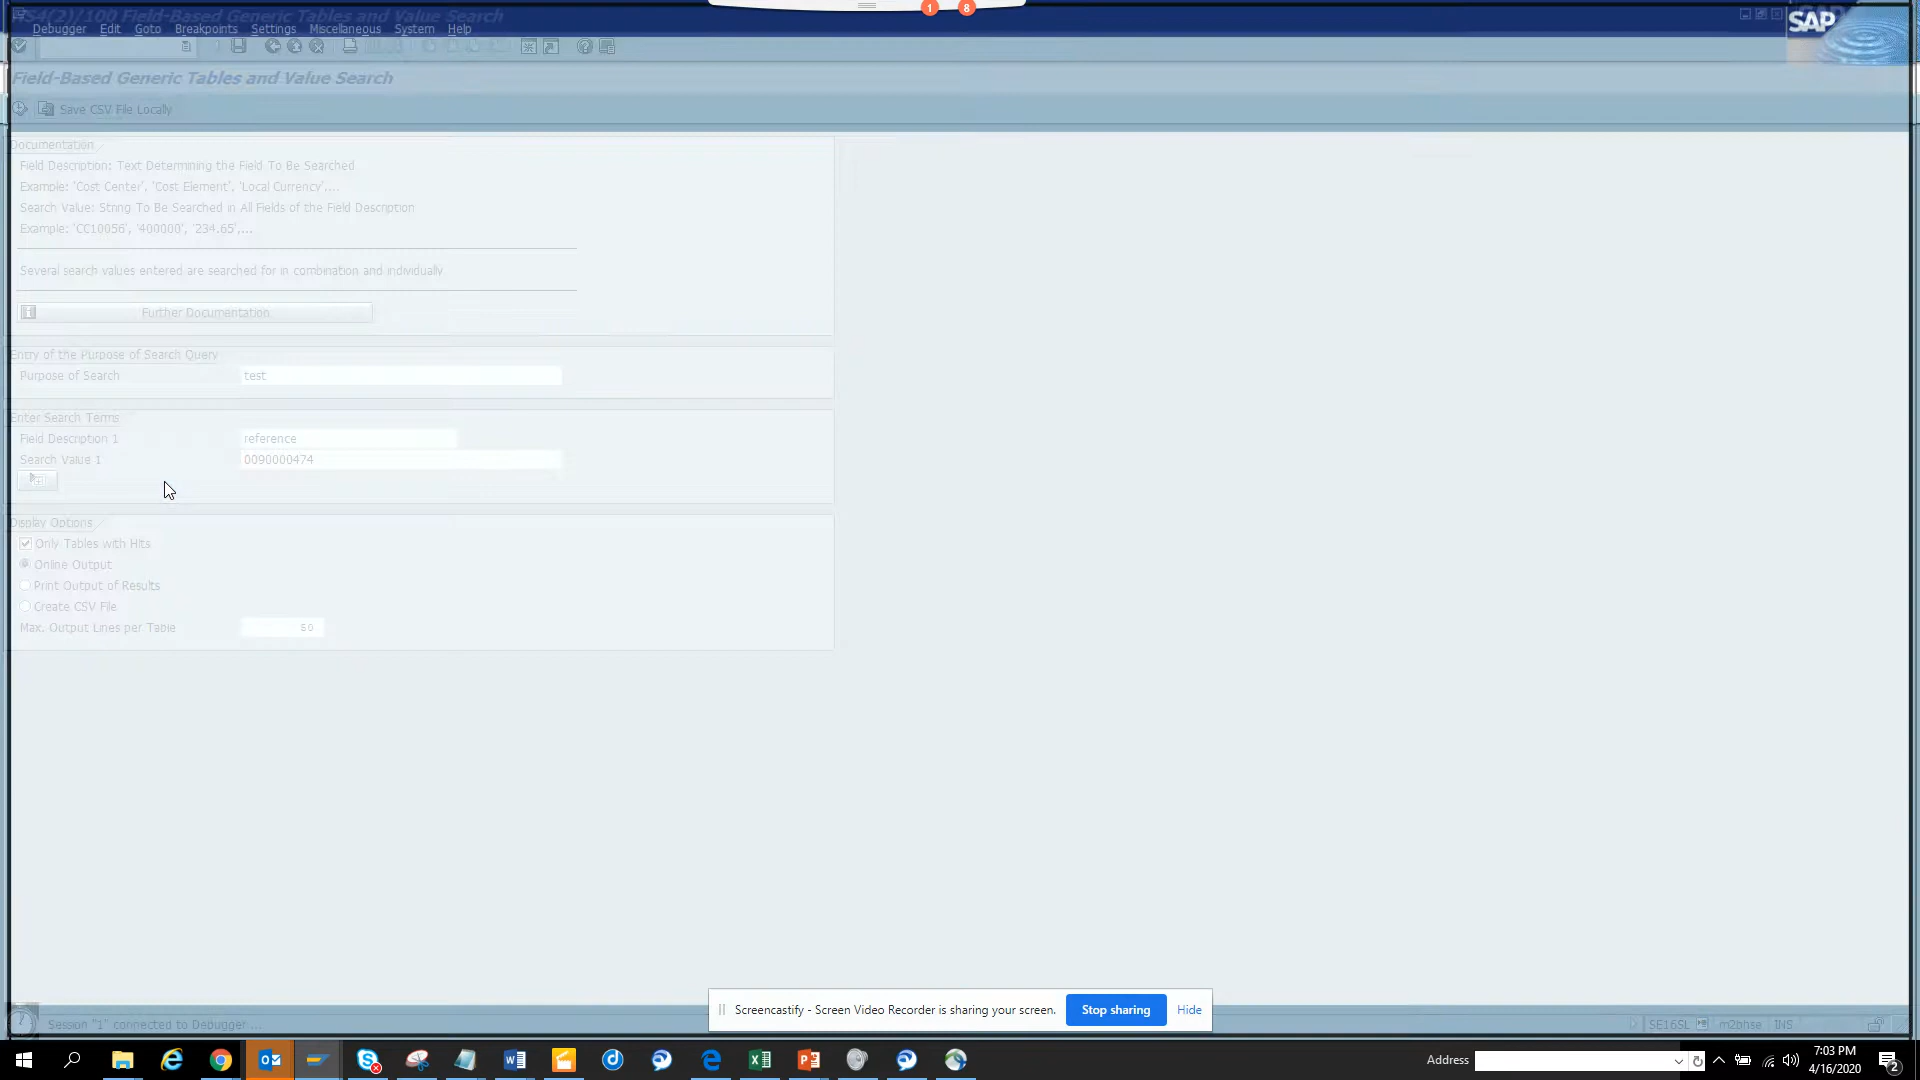 HS4(2)/100 Field-Based Generic Tables and Value Search
1
8
SAP
Debugger Edit Goto Breakpoints Settings Miscellaneous System Help
Field-Based Generic Tables and Value Search
Save CSV File Locally
Documentation
Field Description: Text Determining the Field To Be Searched
Example: 'Cost Center', 'Cost Element', 'Local Currency',...
Search Value: String To Be Searched in All Fields of the Field Description
Example: 'CC10056', '400000', '234.65',...
Several search values entered are searched for in combination and individually
Further Documentation
Entry of the Purpose of Search Query
Purpose of Search test
Enter Search Terms
Field Description 1 reference
Search Value 1 0090000474
Display Options
Only Tables with Hits
Online Output
Print Output of Results
Create CSV File
Max. Output Lines per Table 50
Screencastify - Screen Video Recorder is sharing your screen. Stop sharing Hide
Session "1" connected to Debugger ...
SE16SL m2bhse INS
Address
7:03 PM
4/16/2020
2